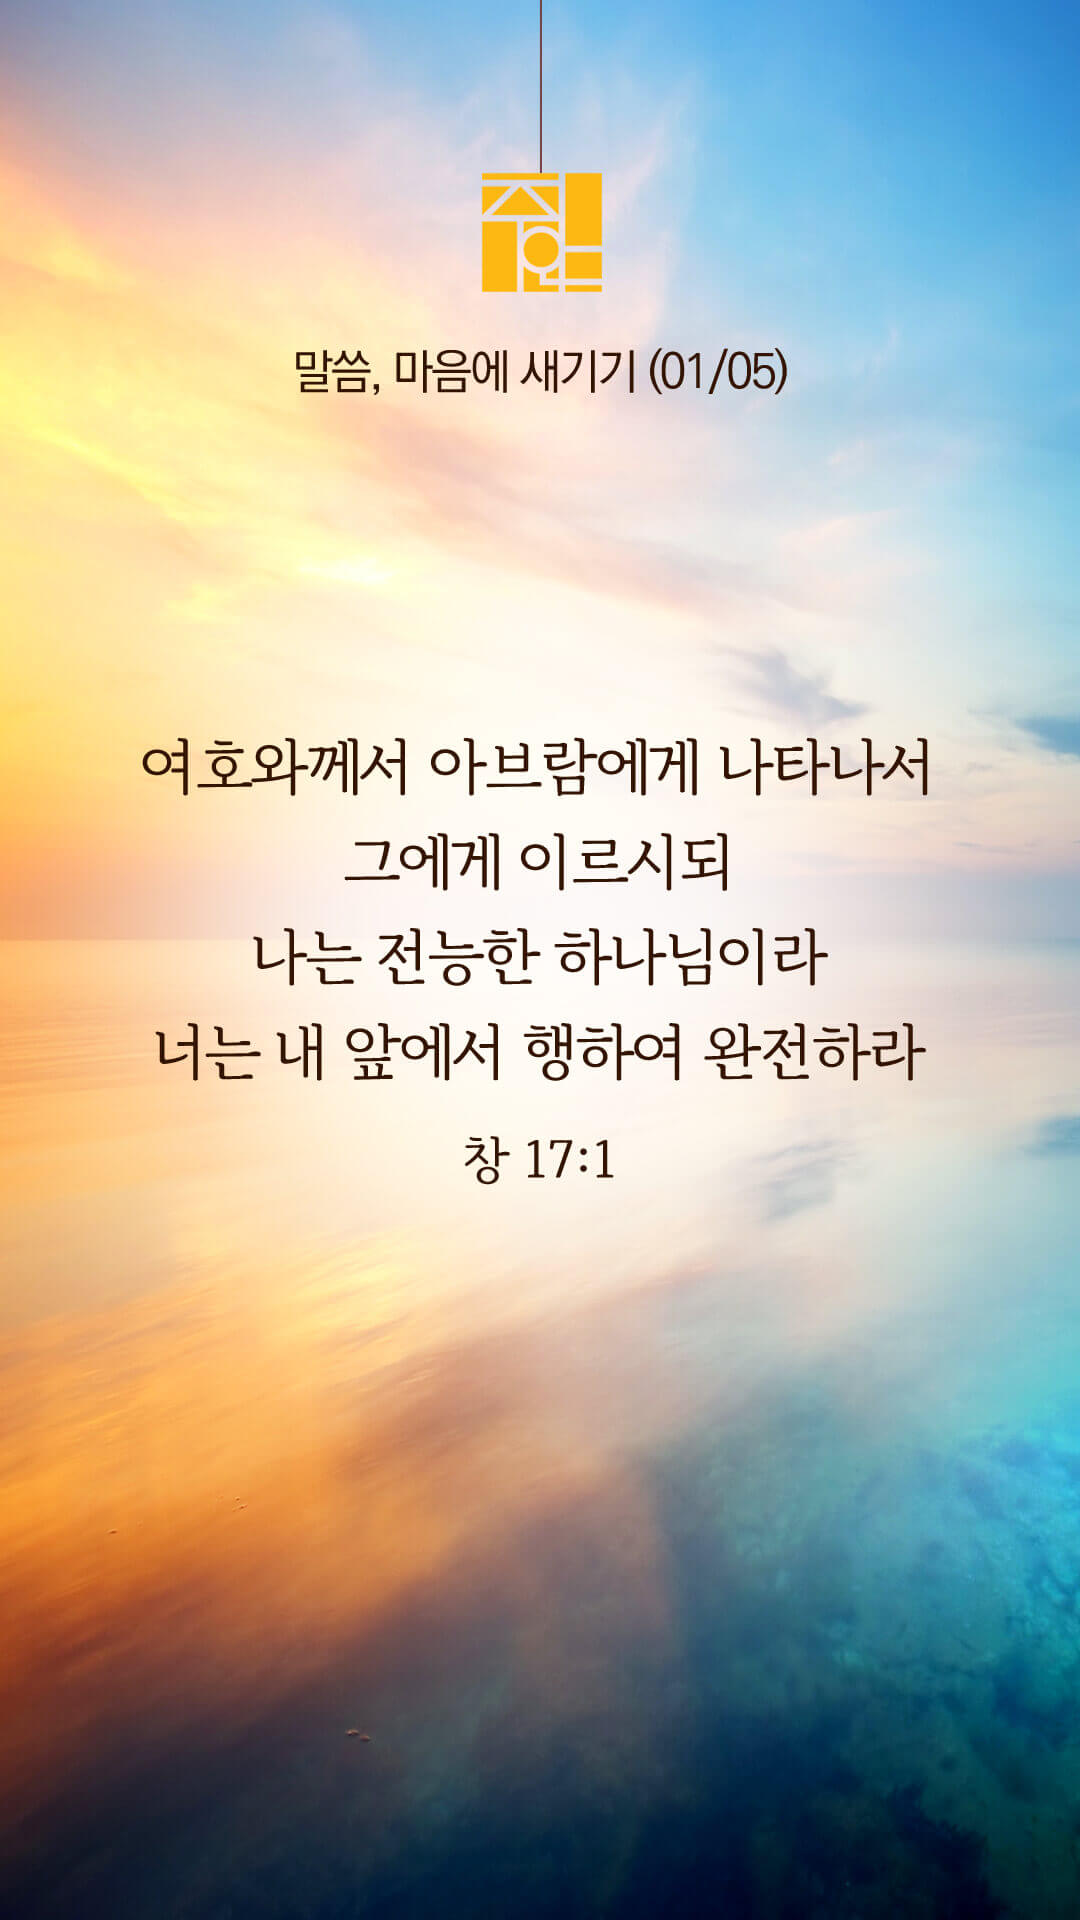 말씀, 마음에 새기기 (01/05)
여호와께서 아브람에게 나타나서
그에게 이르시되
나는 전능한 하나님이라
너는 내 앞에서 행하여 완전하라
창 17:1